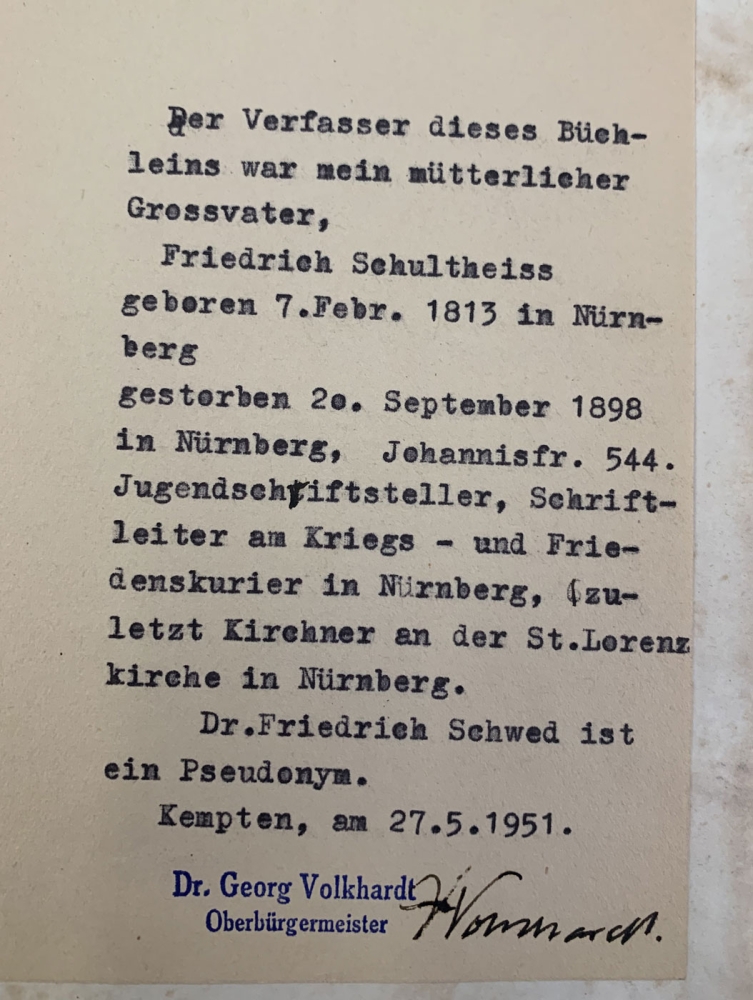 Der Verfasser dieses Büch-
leins war mein mütterlicher
Grossvater,
Friedrich Schultheiss
geboren 7.Febr. 1813 in Nürn-
berg
gestorben 2o. September 1898
in Nürnberg, Johannisfr. 544.
Jugendschriftsteller, Schrift-
leiter am Kriegs - und Frie-
denskurier in Nürnberg, (zu-
letzt Kirchner an der St.Lorenz
kirche in Nürnberg.
Dr.Friedrich Schwed ist
ein Pseudonym.
Kempten, am 27.5.1951.
Dr. Georg Volkhardt
Oberbürgermeister
Volkhardt.